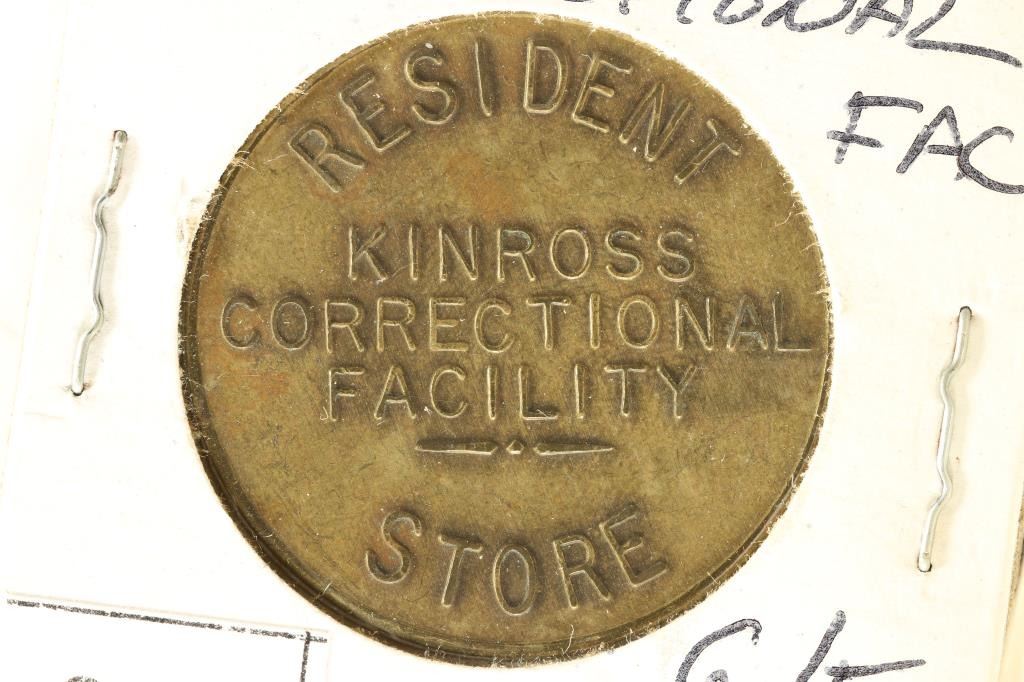 RESIDENT
KINROSS
CORRECTIONAL
FACILITY
STORE
FAC